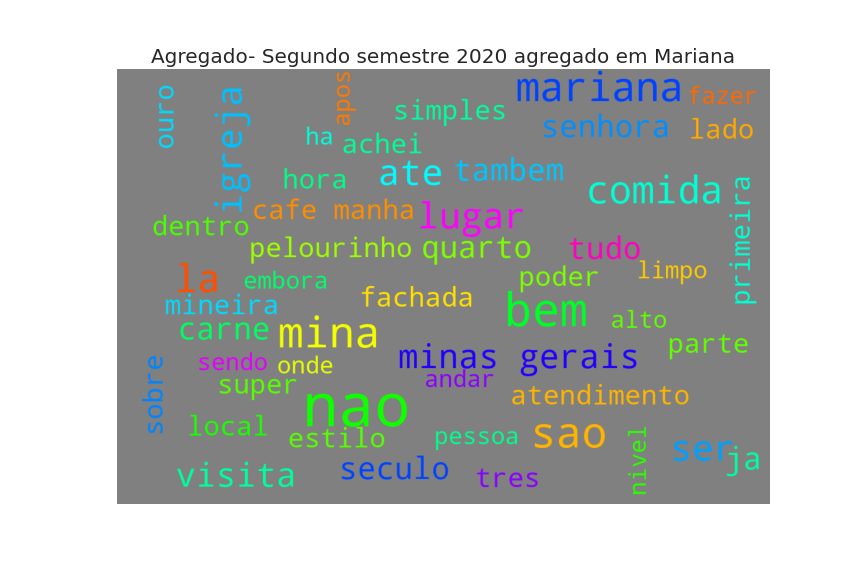 Agregado- Segundo semestre 2020 agregado em Mariana
mariana
fazer
apos
ouro
igreja
simples
senhora
lado
ha
achei
ate
tambem
hora
comida
primeira
cafe manha
lugar
dentro
pelourinho
quarto
tudo
la
embora
poder
limpo
mineira
fachada
bem
alto
carne
mina
parte
minas gerais
sendo
onde
andar
super
sobre
nao
atendimento
local
estilo
pessoa
sao
nivel
ser
ja
visita
seculo
tres